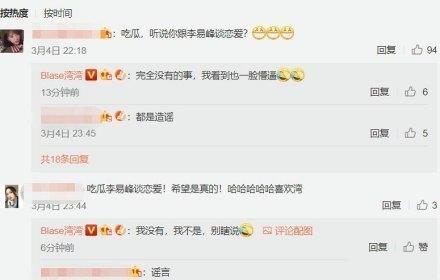 按热度 按时间
：吃瓜，听说你跟李易峰谈恋爱？
3月4日 22:18 回复 94
Blase湾湾 V ：完全没有的事，我看到也一脸懵逼
13分钟前 回复 6
：都是造谣
3月4日 23:45 回复 5
共18条回复
吃瓜李易峰谈恋爱！希望是真的！哈哈哈哈哈喜欢湾
3月4日 23:44 回复 2
Blase湾湾 V ：我没有，我不是，别瞎说 评论配图
6分钟前 回复 赞
：谣言